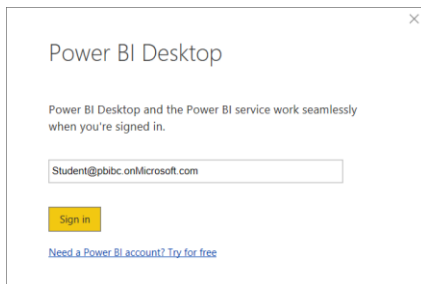 Power BI Desktop
Power BI Desktop and the Power BI service work seamlessly
when you're signed in.
Student@pbibc.onMicrosoft.com
Sign in
Need a Power BI account? Try for free